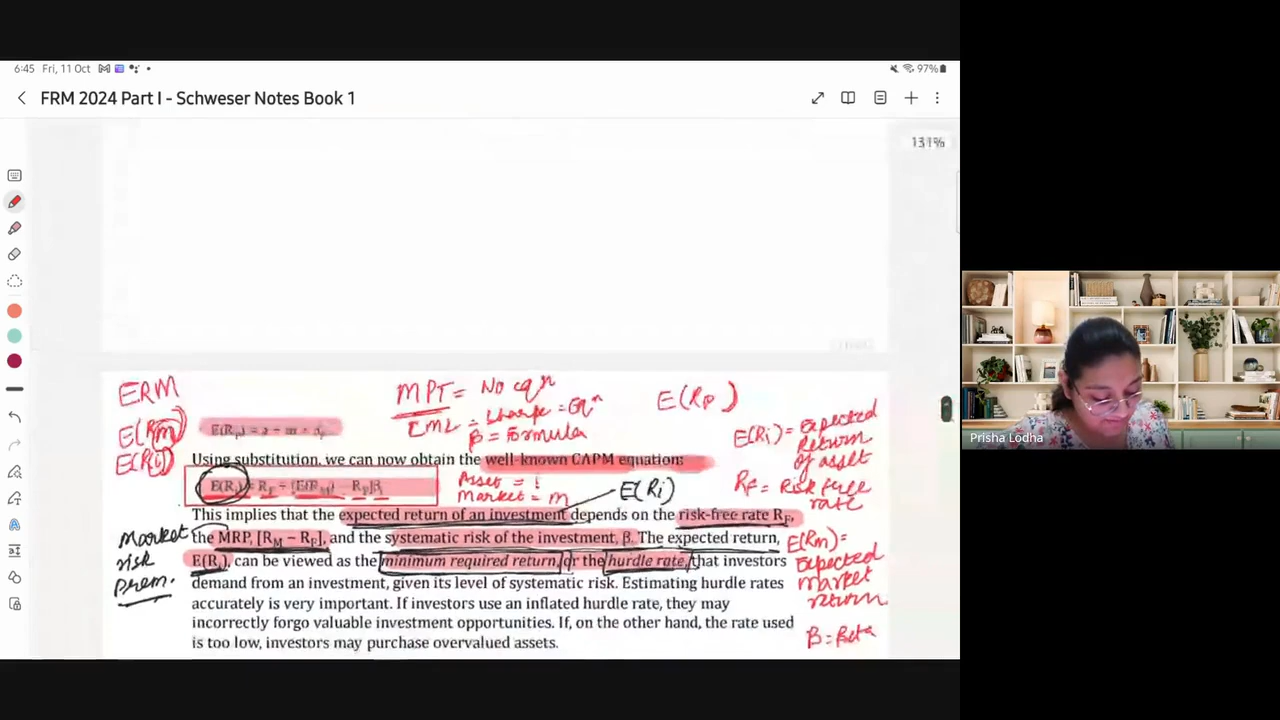 6:45 Fri, 11 Oct
97%
FRM 2024 Part I - Schweser Notes Book 1
131%
ERM
E(Rm)
E(Ri)
MPT = No eqn
CML = Sharpe = Eqn
β = Formula
E(Rp)
E(Ri) = Expected
Return
of asset
RF = Risk free
rate
E(Rm) =
Expected
market
return
β = Beta
Using substitution, we can now obtain the well-known CAPM equation:
Asset = i
Market = m
E(Ri)
This implies that the expected return of an investment depends on the risk-free rate RF,
Market
risk
Prem.
the MRP, [RM − RF], and the systematic risk of the investment, β. The expected return,
E(Ri), can be viewed as the minimum required return, or the hurdle rate, that investors
demand from an investment, given its level of systematic risk. Estimating hurdle rates
accurately is very important. If investors use an inflated hurdle rate, they may
incorrectly forgo valuable investment opportunities. If, on the other hand, the rate used
is too low, investors may purchase overvalued assets.
Prisha Lodha